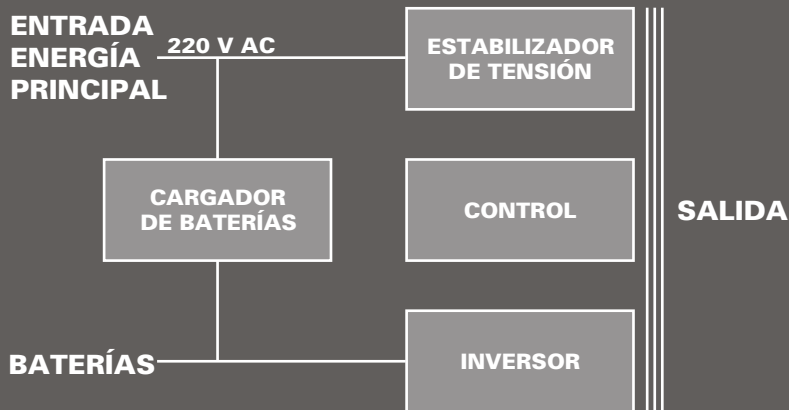 ENTRADA
ENERGÍA
PRINCIPAL
220 V AC
ESTABILIZADOR
DE TENSIÓN
CARGADOR
DE BATERÍAS
CONTROL
SALIDA
BATERÍAS
INVERSOR